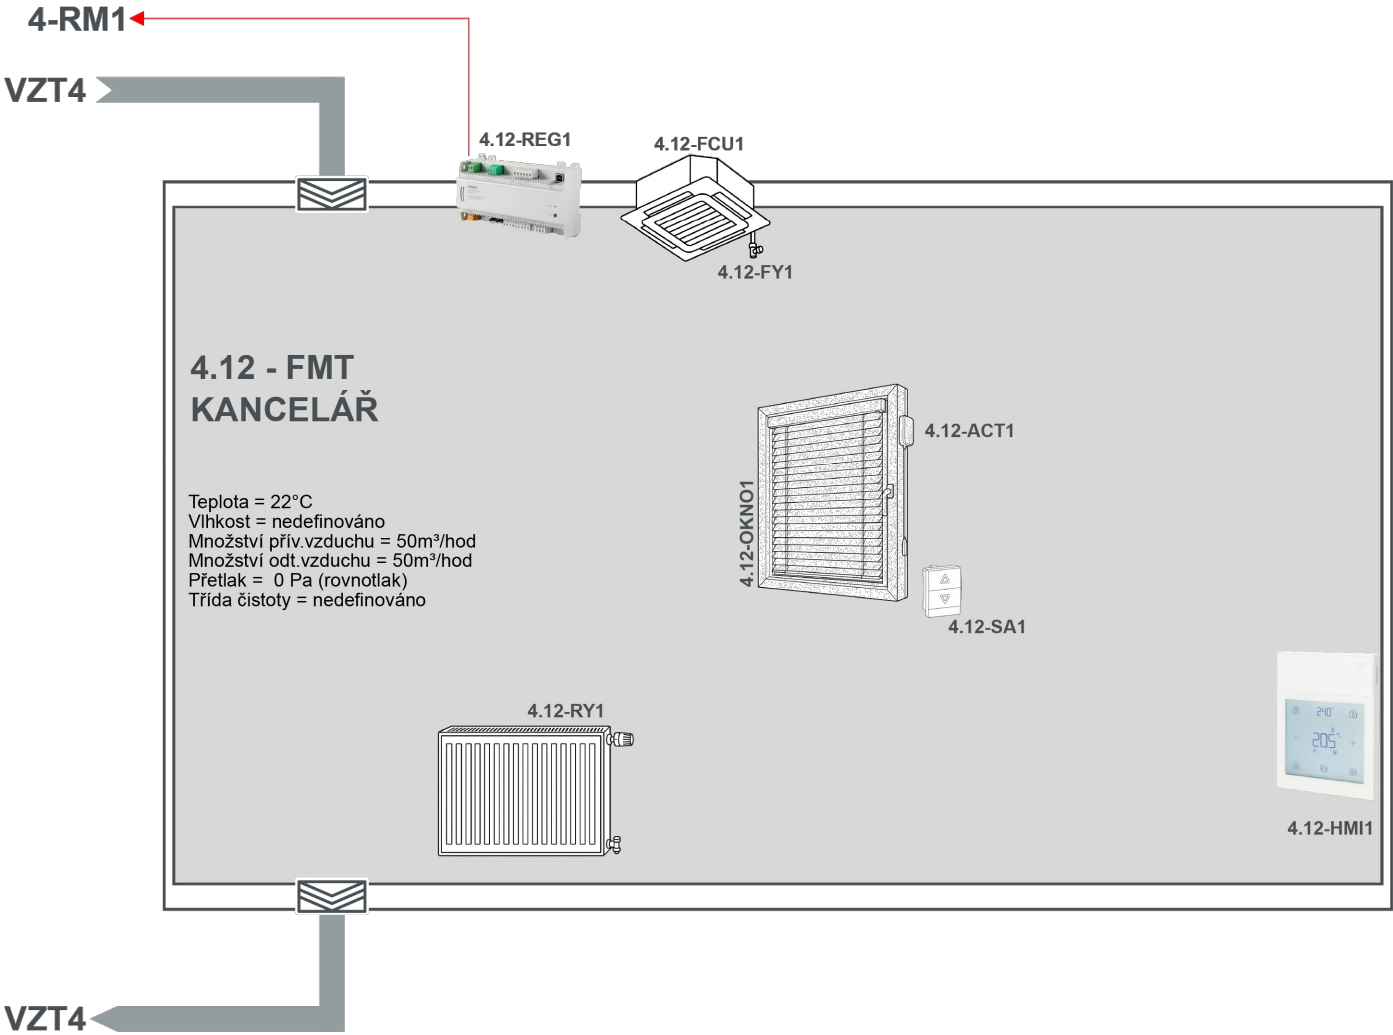 4-RM1
VZT4
4.12-REG1
4.12-FCU1
4.12-FY1
4.12 - FMT
KANCELÁŘ
4.12-ACT1
4.12-OKNO1
Teplota = 22°C
Vlhkost = nedefinováno
Množství přív.vzduchu = 50m³/hod
Množství odt.vzduchu = 50m³/hod
Přetlak =  0 Pa (rovnotlak)
Třída čistoty = nedefinováno
4.12-SA1
4.12-RY1
24.0°
20.5°
4.12-HMI1
VZT4